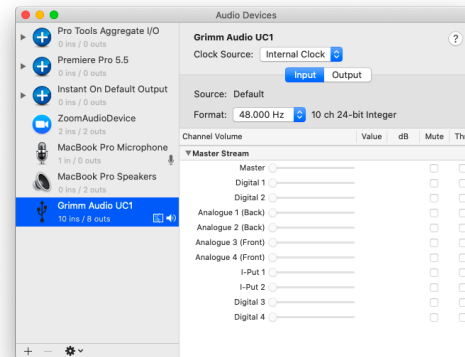 Audio Devices
Pro Tools Aggregate I/O
0 ins / 0 outs
Premiere Pro 5.5
0 ins / 0 outs
Instant On Default Output
0 ins / 0 outs
ZoomAudioDevice
2 ins / 2 outs
MacBook Pro Microphone
1 in / 0 outs
MacBook Pro Speakers
0 ins / 2 outs
Grimm Audio UC1
10 ins / 8 outs
Grimm Audio UC1
?
Clock Source: Internal Clock
Input Output
Source: Default
Format: 48.000 Hz 10 ch 24-bit Integer
Channel Volume Value dB Mute Thr
Master Stream
Master
Digital 1
Digital 2
Analogue 1 (Back)
Analogue 2 (Back)
Analogue 3 (Front)
Analogue 4 (Front)
I-Put 1
I-Put 2
Digital 3
Digital 4